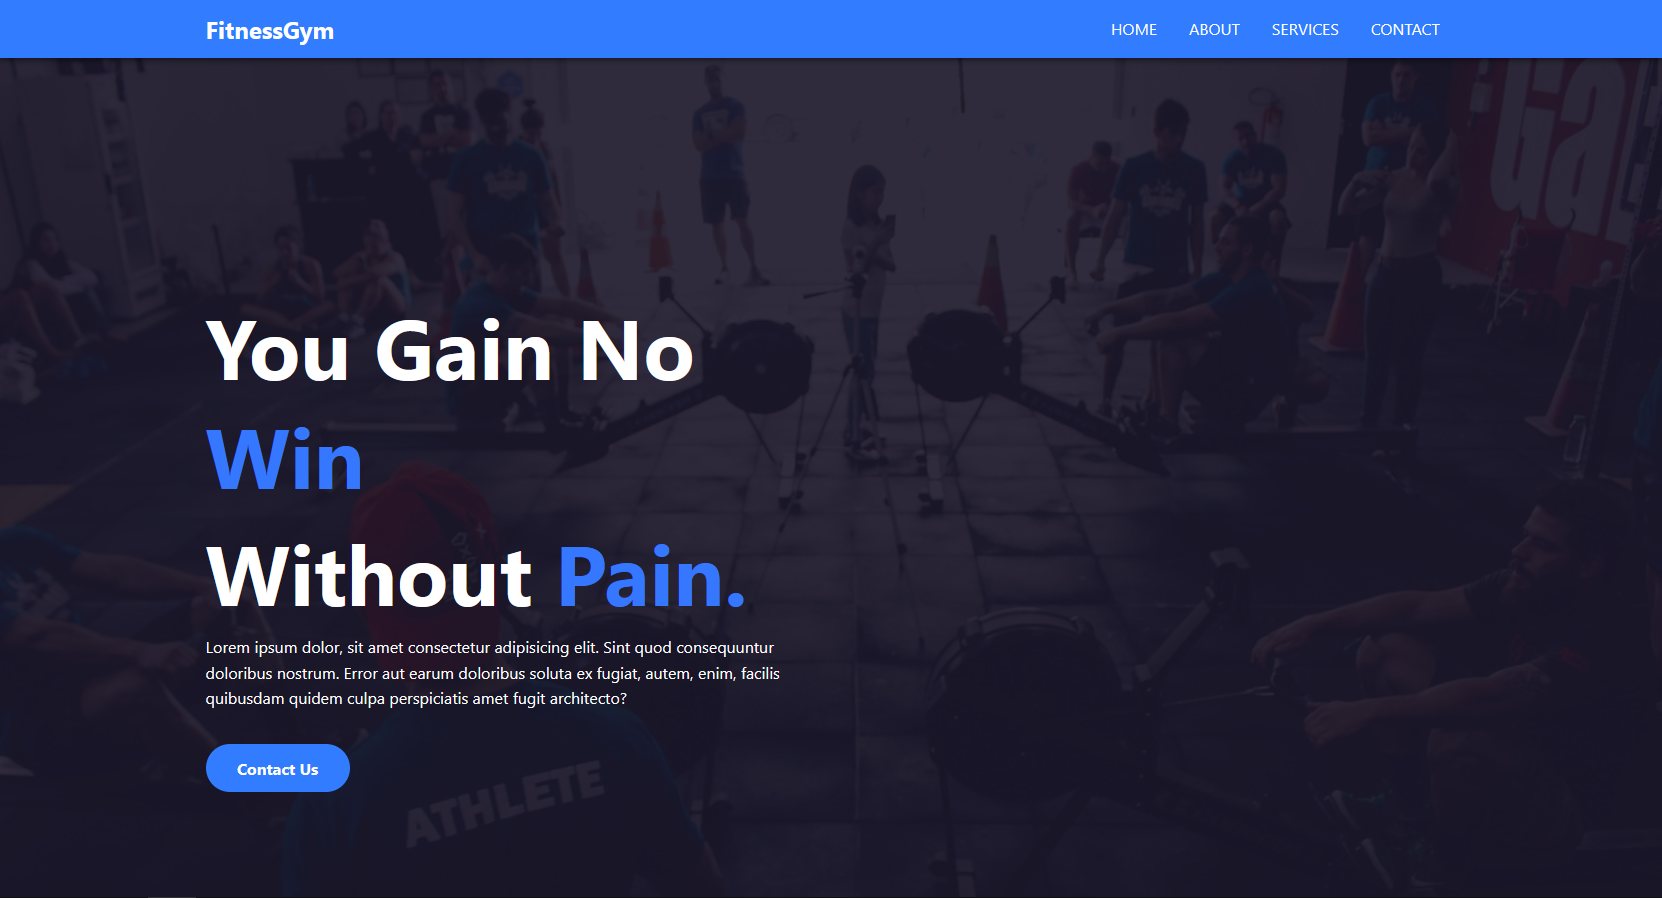 FitnessGym
HOME ABOUT SERVICES CONTACT
You Gain No
Win
Without Pain.
Lorem ipsum dolor, sit amet consectetur adipisicing elit. Sint quod consequuntur
doloribus nostrum. Error aut earum doloribus soluta ex fugiat, autem, enim, facilis
quibusdam quidem culpa perspiciatis amet fugit architecto?
Contact Us
ATHLETE